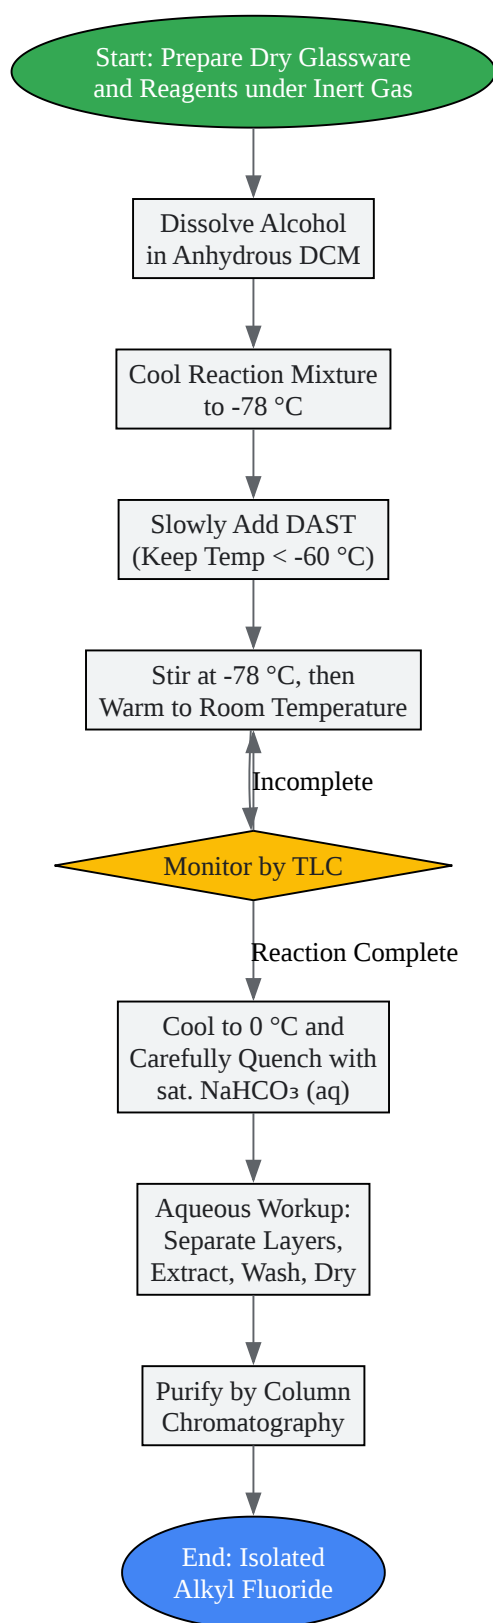 Start: Prepare Dry Glassware
and Reagents under Inert Gas
Dissolve Alcohol
in Anhydrous DCM
Cool Reaction Mixture
to -78 °C
Slowly Add DAST
(Keep Temp < -60 °C)
Stir at -78 °C, then
Warm to Room Temperature
Incomplete
Monitor by TLC
Reaction Complete
Cool to 0 °C and
Carefully Quench with
sat. NaHCO₃ (aq)
Aqueous Workup:
Separate Layers,
Extract, Wash, Dry
Purify by Column
Chromatography
End: Isolated
Alkyl Fluoride